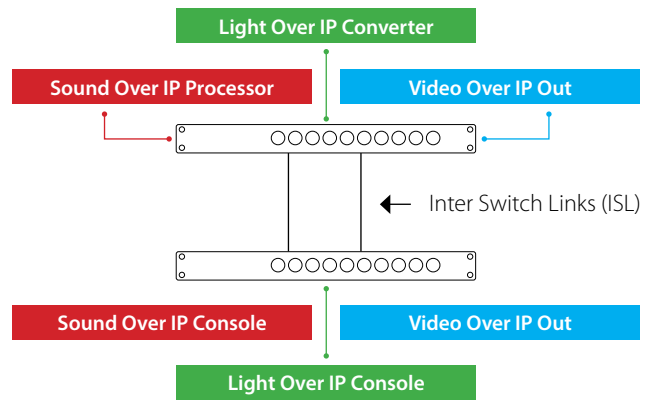 Light Over IP Converter
Sound Over IP Processor
Video Over IP Out
Inter Switch Links (ISL)
Sound Over IP Console
Video Over IP Out
Light Over IP Console